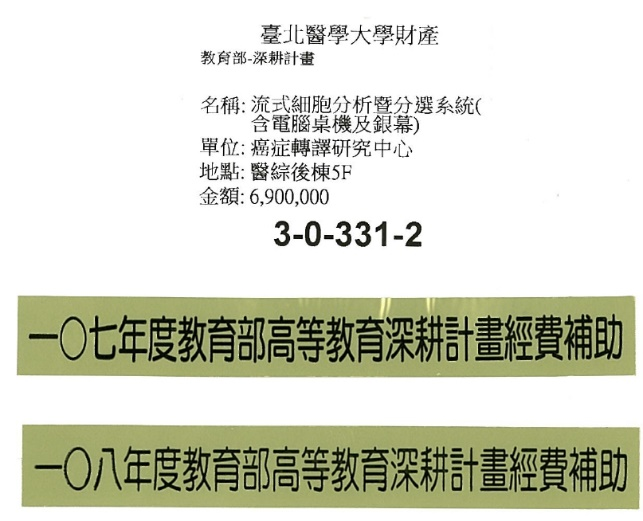 臺北醫學大學財產
教育部-深耕計畫
名稱: 流式細胞分析暨分選系統(
含電腦桌機及銀幕)
單位: 癌症轉譯研究中心
地點: 醫綜後棟5F
金額: 6,900,000
3-0-331-2
一〇七年度教育部高等教育深耕計畫經費補助
一〇八年度教育部高等教育深耕計畫經費補助